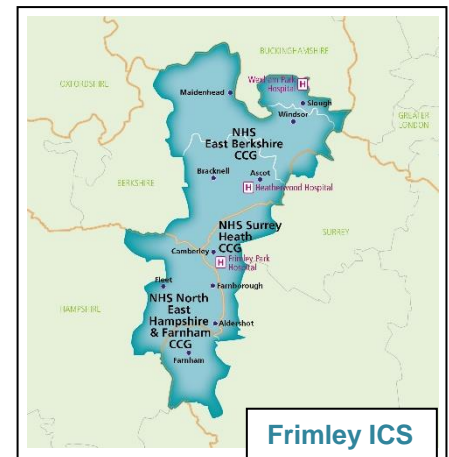 BUCKINGHAMSHIRE
OXFORDSHIRE
Wexham Park
Hospital
H
Maidenhead
Slough
Windsor
GREATER
LONDON
NHS
East Berkshire
CCG
Bracknell
Ascot
BERKSHIRE
H Heatherwood Hospital
NHS Surrey
Heath
CCG
SURREY
Camberley
H Frimley Park
Hospital
Fleet
Farnborough
HAMPSHIRE
NHS North
East
Hampshire
& Farnham
CCG
Aldershot
Farnham
Frimley ICS